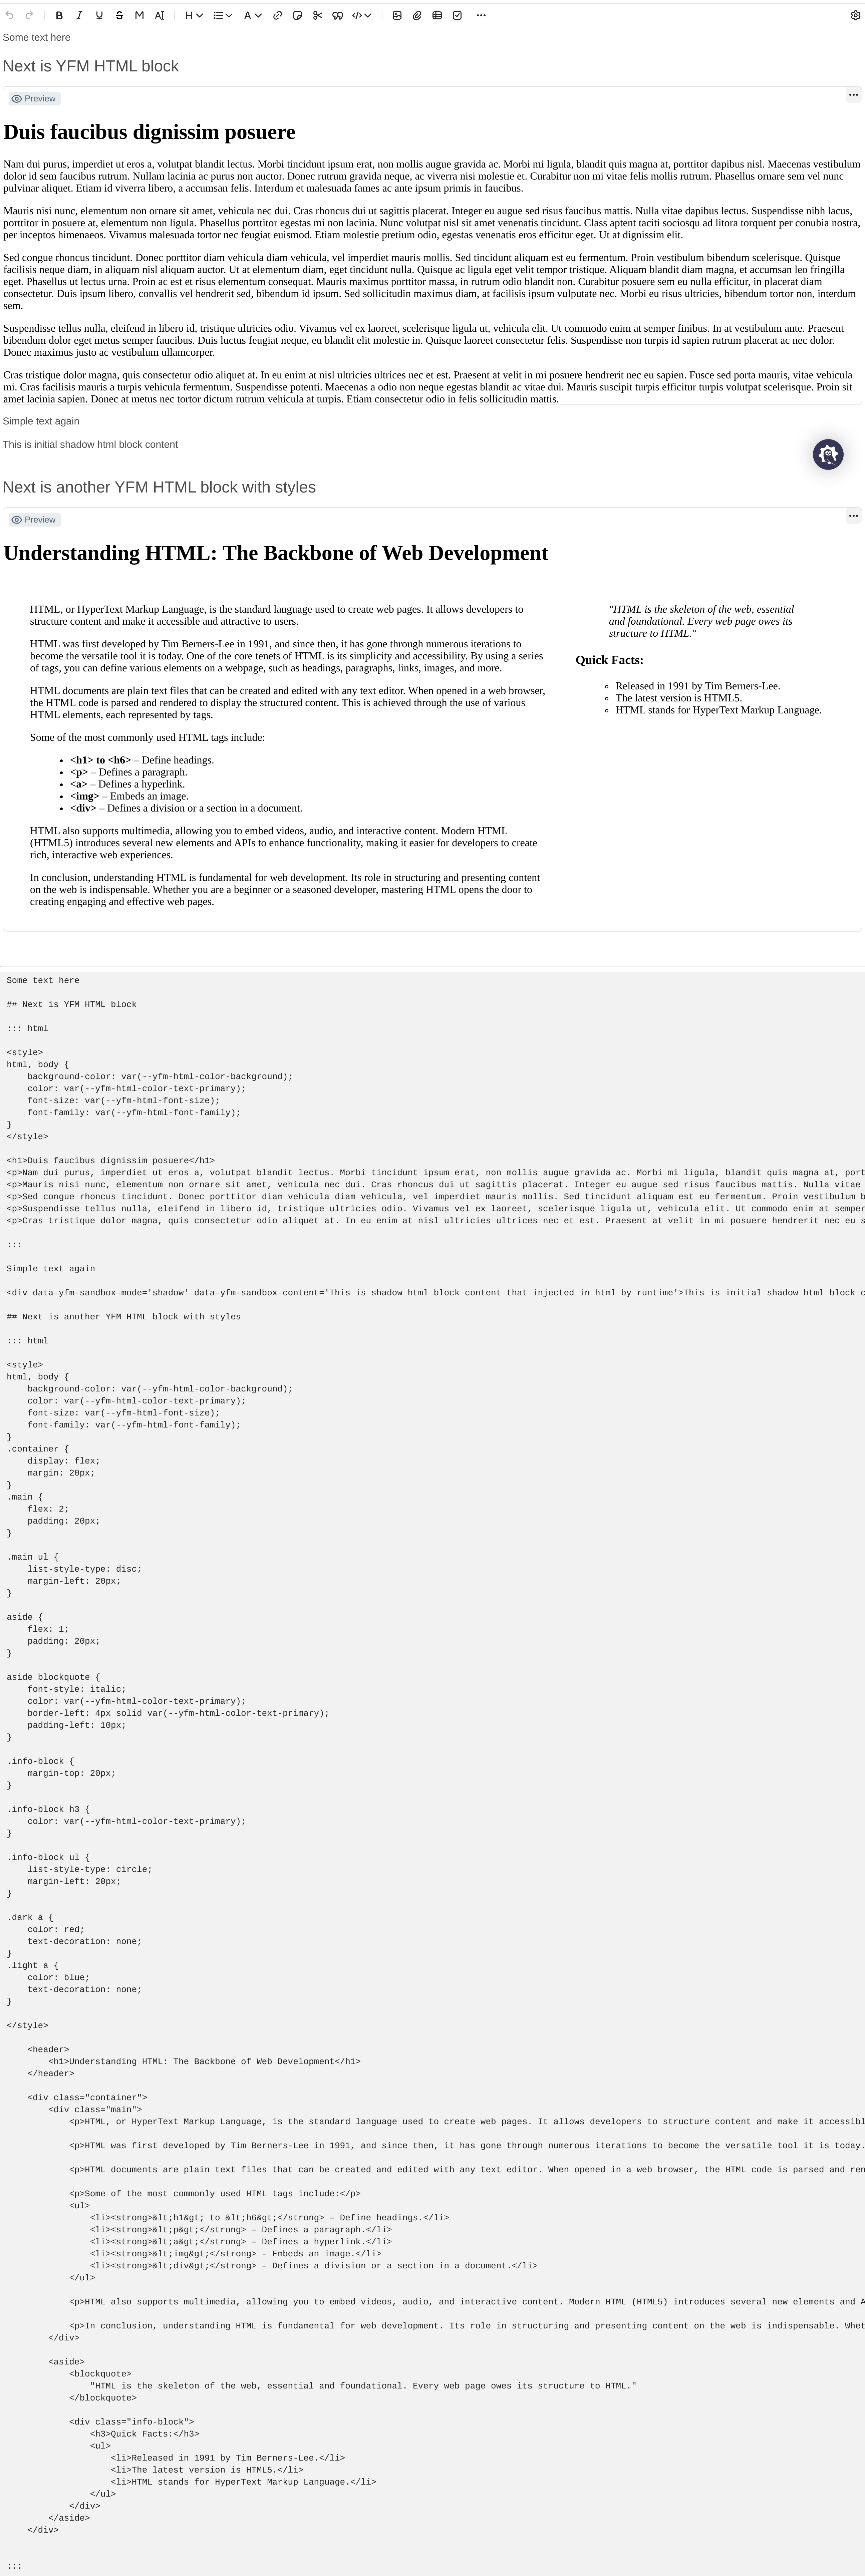 Some text here
Next is YFM HTML block
Preview
Duis faucibus dignissim posuere
Nam dui purus, imperdiet ut eros a, volutpat blandit lectus. Morbi tincidunt ipsum erat, non mollis augue gravida ac. Morbi mi ligula, blandit quis magna at, porttitor dapibus nisl. Maecenas vestibulum
dolor id sem faucibus rutrum. Nullam lacinia ac purus non auctor. Donec rutrum gravida neque, ac viverra nisi molestie et. Curabitur non mi vitae felis mollis rutrum. Phasellus ornare sem vel nunc
pulvinar aliquet. Etiam id viverra libero, a accumsan felis. Interdum et malesuada fames ac ante ipsum primis in faucibus.
Mauris nisi nunc, elementum non ornare sit amet, vehicula nec dui. Cras rhoncus dui ut sagittis placerat. Integer eu augue sed risus faucibus mattis. Nulla vitae dapibus lectus. Suspendisse nibh lacus,
porttitor in posuere at, elementum non ligula. Phasellus porttitor egestas mi non lacinia. Nunc volutpat nisl sit amet venenatis tincidunt. Class aptent taciti sociosqu ad litora torquent per conubia nostra,
per inceptos himenaeos. Vivamus malesuada tortor nec feugiat euismod. Etiam molestie pretium odio, egestas venenatis eros efficitur eget. Ut at dignissim elit.
Sed congue rhoncus tincidunt. Donec porttitor diam vehicula diam vehicula, vel imperdiet mauris mollis. Sed tincidunt aliquam est eu fermentum. Proin vestibulum bibendum scelerisque. Quisque
facilisis neque diam, in aliquam nisl aliquam auctor. Ut at elementum diam, eget tincidunt nulla. Quisque ac ligula eget velit tempor tristique. Aliquam blandit diam magna, et accumsan leo fringilla
eget. Phasellus ut lectus urna. Proin ac est et risus elementum consequat. Mauris maximus porttitor massa, in rutrum odio blandit non. Curabitur posuere sem eu nulla efficitur, in placerat diam
consectetur. Duis ipsum libero, convallis vel hendrerit sed, bibendum id ipsum. Sed sollicitudin maximus diam, at facilisis ipsum vulputate nec. Morbi eu risus ultricies, bibendum tortor non, interdum
sem.
Suspendisse tellus nulla, eleifend in libero id, tristique ultricies odio. Vivamus vel ex laoreet, scelerisque ligula ut, vehicula elit. Ut commodo enim at semper finibus. In at vestibulum ante. Praesent
bibendum dolor eget metus semper faucibus. Duis luctus feugiat neque, eu blandit elit molestie in. Quisque laoreet consectetur felis. Suspendisse non turpis id sapien rutrum placerat ac nec dolor.
Donec maximus justo ac vestibulum ullamcorper.
Cras tristique dolor magna, quis consectetur odio aliquet at. In eu enim at nisl ultricies ultrices nec et est. Praesent at velit in mi posuere hendrerit nec eu sapien. Fusce sed porta mauris, vitae vehicula
mi. Cras facilisis mauris a turpis vehicula fermentum. Suspendisse potenti. Maecenas a odio non neque egestas blandit ac vitae dui. Mauris suscipit turpis efficitur turpis volutpat scelerisque. Proin sit
amet lacinia sapien. Donec at metus nec tortor dictum rutrum vehicula at turpis. Etiam consectetur odio in felis sollicitudin mattis.
Simple text again
This is initial shadow html block content
Next is another YFM HTML block with styles
Preview
Understanding HTML: The Backbone of Web Development
HTML, or HyperText Markup Language, is the standard language used to create web pages. It allows developers to
structure content and make it accessible and attractive to users.
HTML was first developed by Tim Berners-Lee in 1991, and since then, it has gone through numerous iterations to
become the versatile tool it is today. One of the core tenets of HTML is its simplicity and accessibility. By using a series
of tags, you can define various elements on a webpage, such as headings, paragraphs, links, images, and more.
HTML documents are plain text files that can be created and edited with any text editor. When opened in a web browser,
the HTML code is parsed and rendered to display the structured content. This is achieved through the use of various
HTML elements, each represented by tags.
Some of the most commonly used HTML tags include:
• <h1> to <h6> – Define headings.
• <p> – Defines a paragraph.
• <a> – Defines a hyperlink.
• <img> – Embeds an image.
• <div> – Defines a division or a section in a document.
HTML also supports multimedia, allowing you to embed videos, audio, and interactive content. Modern HTML
(HTML5) introduces several new elements and APIs to enhance functionality, making it easier for developers to create
rich, interactive web experiences.
In conclusion, understanding HTML is fundamental for web development. Its role in structuring and presenting content
on the web is indispensable. Whether you are a beginner or a seasoned developer, mastering HTML opens the door to
creating engaging and effective web pages.
"HTML is the skeleton of the web, essential
and foundational. Every web page owes its
structure to HTML."
Quick Facts:
◦ Released in 1991 by Tim Berners-Lee.
◦ The latest version is HTML5.
◦ HTML stands for HyperText Markup Language.
Some text here
## Next is YFM HTML block
::: html
<style>
html, body {
    background-color: var(--yfm-html-color-background);
    color: var(--yfm-html-color-text-primary);
    font-size: var(--yfm-html-font-size);
    font-family: var(--yfm-html-font-family);
}
</style>
<h1>Duis faucibus dignissim posuere</h1>
<p>Nam dui purus, imperdiet ut eros a, volutpat blandit lectus. Morbi tincidunt ipsum erat, non mollis augue gravida ac. Morbi mi ligula, blandit quis magna at, port
<p>Mauris nisi nunc, elementum non ornare sit amet, vehicula nec dui. Cras rhoncus dui ut sagittis placerat. Integer eu augue sed risus faucibus mattis. Nulla vitae
<p>Sed congue rhoncus tincidunt. Donec porttitor diam vehicula diam vehicula, vel imperdiet mauris mollis. Sed tincidunt aliquam est eu fermentum. Proin vestibulum b
<p>Suspendisse tellus nulla, eleifend in libero id, tristique ultricies odio. Vivamus vel ex laoreet, scelerisque ligula ut, vehicula elit. Ut commodo enim at semper
<p>Cras tristique dolor magna, quis consectetur odio aliquet at. In eu enim at nisl ultricies ultrices nec et est. Praesent at velit in mi posuere hendrerit nec eu s
:::
Simple text again
<div data-yfm-sandbox-mode='shadow' data-yfm-sandbox-content='This is shadow html block content that injected in html by runtime'>This is initial shadow html block c
## Next is another YFM HTML block with styles
::: html
<style>
html, body {
    background-color: var(--yfm-html-color-background);
    color: var(--yfm-html-color-text-primary);
    font-size: var(--yfm-html-font-size);
    font-family: var(--yfm-html-font-family);
}
.container {
    display: flex;
    margin: 20px;
}
.main {
    flex: 2;
    padding: 20px;
}
.main ul {
    list-style-type: disc;
    margin-left: 20px;
}
aside {
    flex: 1;
    padding: 20px;
}
aside blockquote {
    font-style: italic;
    color: var(--yfm-html-color-text-primary);
    border-left: 4px solid var(--yfm-html-color-text-primary);
    padding-left: 10px;
}
.info-block {
    margin-top: 20px;
}
.info-block h3 {
    color: var(--yfm-html-color-text-primary);
}
.info-block ul {
    list-style-type: circle;
    margin-left: 20px;
}
.dark a {
    color: red;
    text-decoration: none;
}
.light a {
    color: blue;
    text-decoration: none;
}
</style>
    <header>
        <h1>Understanding HTML: The Backbone of Web Development</h1>
    </header>
    <div class="container">
        <div class="main">
            <p>HTML, or HyperText Markup Language, is the standard language used to create web pages. It allows developers to structure content and make it accessibl
            <p>HTML was first developed by Tim Berners-Lee in 1991, and since then, it has gone through numerous iterations to become the versatile tool it is today.
            <p>HTML documents are plain text files that can be created and edited with any text editor. When opened in a web browser, the HTML code is parsed and ren
            <p>Some of the most commonly used HTML tags include:</p>
            <ul>
                <li><strong>&lt;h1&gt; to &lt;h6&gt;</strong> – Define headings.</li>
                <li><strong>&lt;p&gt;</strong> – Defines a paragraph.</li>
                <li><strong>&lt;a&gt;</strong> – Defines a hyperlink.</li>
                <li><strong>&lt;img&gt;</strong> – Embeds an image.</li>
                <li><strong>&lt;div&gt;</strong> – Defines a division or a section in a document.</li>
            </ul>
            <p>HTML also supports multimedia, allowing you to embed videos, audio, and interactive content. Modern HTML (HTML5) introduces several new elements and A
            <p>In conclusion, understanding HTML is fundamental for web development. Its role in structuring and presenting content on the web is indispensable. Whet
        </div>
        <aside>
            <blockquote>
                "HTML is the skeleton of the web, essential and foundational. Every web page owes its structure to HTML."
            </blockquote>
            <div class="info-block">
                <h3>Quick Facts:</h3>
                <ul>
                    <li>Released in 1991 by Tim Berners-Lee.</li>
                    <li>The latest version is HTML5.</li>
                    <li>HTML stands for HyperText Markup Language.</li>
                </ul>
            </div>
        </aside>
    </div>
:::